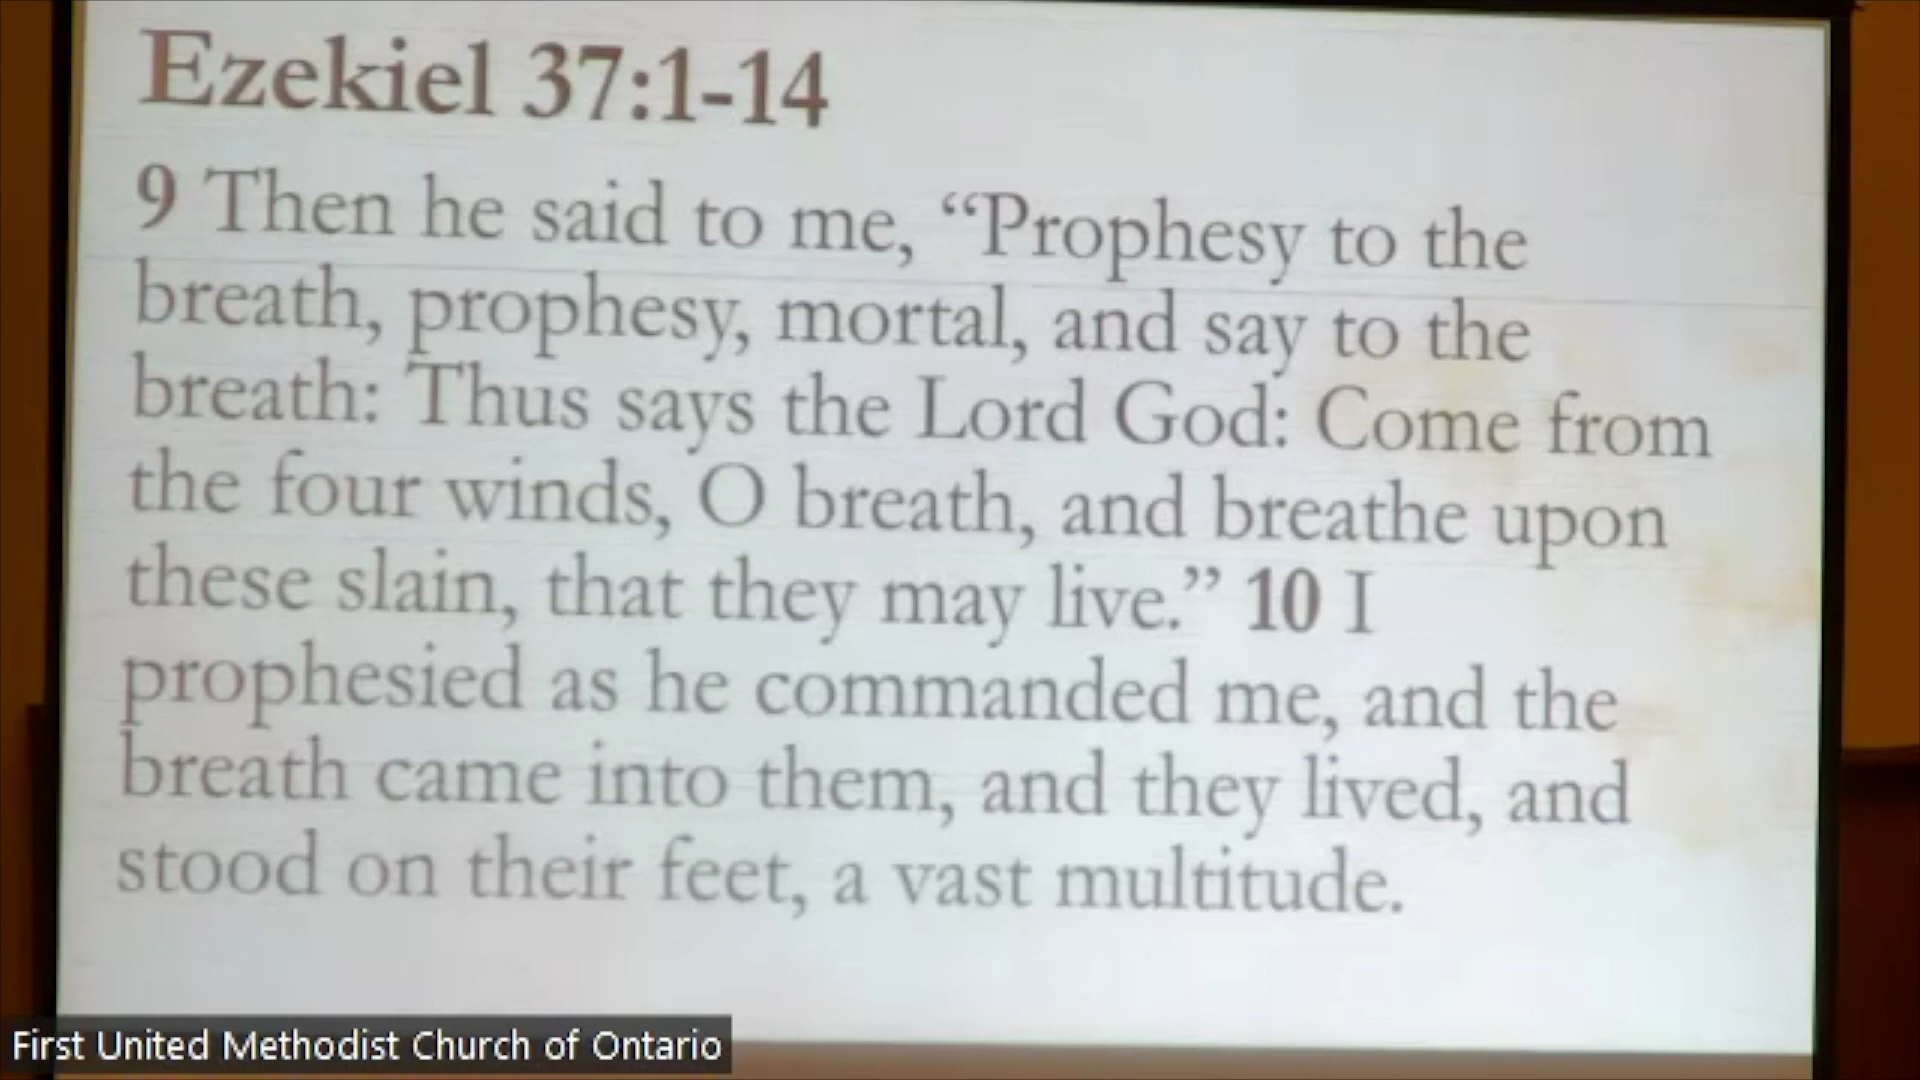 Ezekiel 37:1-14
9 Then he said to me, “Prophesy to the
breath, prophesy, mortal, and say to the
breath: Thus says the Lord God: Come from
the four winds, O breath, and breathe upon
these slain, that they may live.” 10 I
prophesied as he commanded me, and the
breath came into them, and they lived, and
stood on their feet, a vast multitude.
First United Methodist Church of Ontario